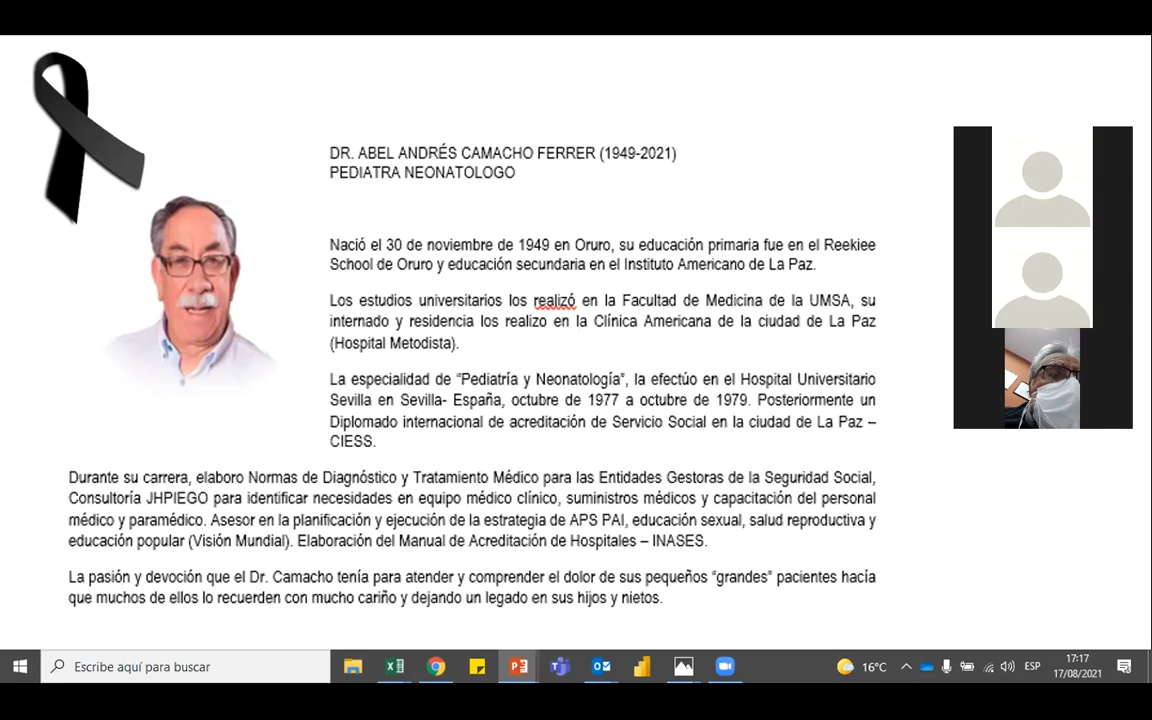 DR. ABEL ANDRÉS CAMACHO FERRER (1949-2021)
PEDIATRA NEONATOLOGO
Nació el 30 de noviembre de 1949 en Oruro, su educación primaria fue en el Reekiee
School de Oruro y educación secundaria en el Instituto Americano de La Paz.
Los estudios universitarios los realizó en la Facultad de Medicina de la UMSA, su
internado y residencia los realizo en la Clínica Americana de la ciudad de La Paz
(Hospital Metodista).
La especialidad de “Pediatría y Neonatología”, la efectúo en el Hospital Universitario
Sevilla en Sevilla- España, octubre de 1977 a octubre de 1979. Posteriormente un
Diplomado internacional de acreditación de Servicio Social en la ciudad de La Paz –
CIESS.
Durante su carrera, elaboro Normas de Diagnóstico y Tratamiento Médico para las Entidades Gestoras de la Seguridad Social,
Consultoría JHPIEGO para identificar necesidades en equipo médico clínico, suministros médicos y capacitación del personal
médico y paramédico. Asesor en la planificación y ejecución de la estrategia de APS PAI, educación sexual, salud reproductiva y
educación popular (Visión Mundial). Elaboración del Manual de Acreditación de Hospitales – INASES.
La pasión y devoción que el Dr. Camacho tenía para atender y comprender el dolor de sus pequeños “grandes” pacientes hacía
que muchos de ellos lo recuerden con mucho cariño y dejando un legado en sus hijos y nietos.
Escribe aquí para buscar
16°C
ESP
17:17
17/08/2021